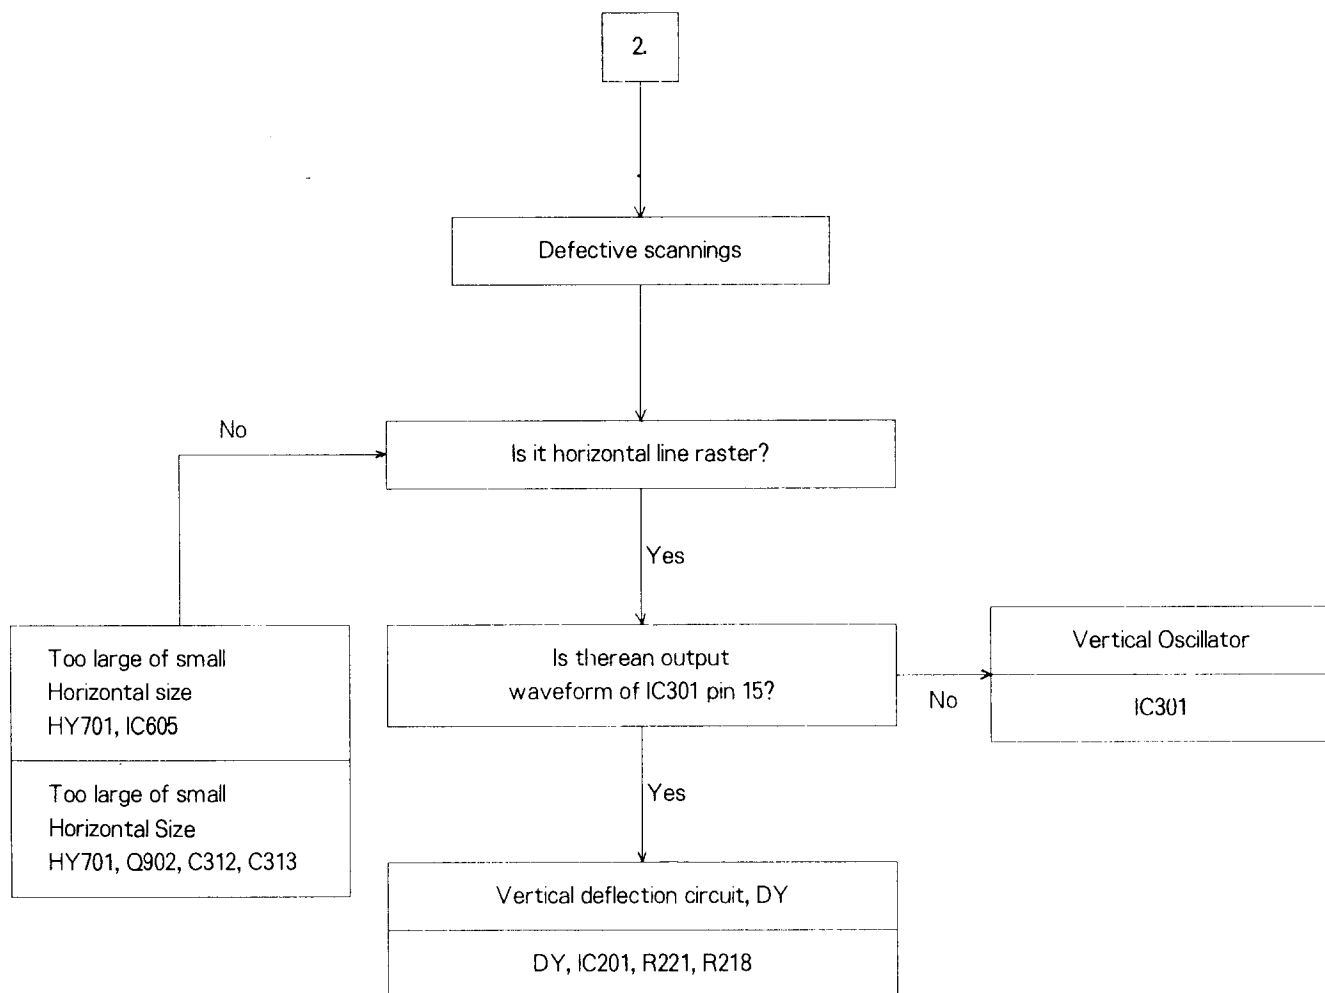 2.
Defective scannings
No
Is it horizontal line raster?
Yes
Too large of small
Horizontal size
HY701, IC605
Too large of small
Horizontal Size
HY701, Q902, C312, C313
Is therean output
waveform of IC301 pin 15?
No
Vertical Oscillator
IC301
Yes
Vertical deflection circuit, DY
DY, IC201, R221, R218